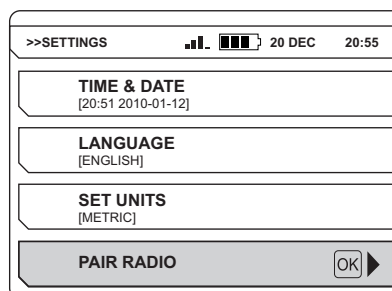 >>SETTINGS 20 DEC 20:55
TIME & DATE
[20:51 2010-01-12]
LANGUAGE
[ENGLISH]
SET UNITS
[METRIC]
PAIR RADIO OK